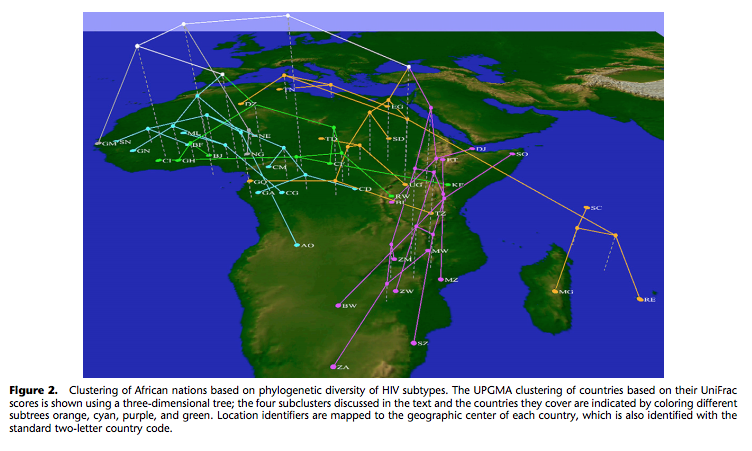 TN
DZ
EG
GM
SN
ML
NE
TD
SD
DJ
GN
BF
BJ
NG
ET
SO
CI
GH
CM
CF
GQ
GA
CG
CD
UG
KE
RW
BI
TZ
SC
AO
MW
ZM
MZ
MG
ZW
RE
BW
SZ
ZA
Figure 2. Clustering of African nations based on phylogenetic diversity of HIV subtypes. The UPGMA clustering of countries based on their UniFrac
scores is shown using a three-dimensional tree; the four subclusters discussed in the text and the countries they cover are indicated by coloring different
subtrees orange, cyan, purple, and green. Location identifiers are mapped to the geographic center of each country, which is also identified with the
standard two-letter country code.